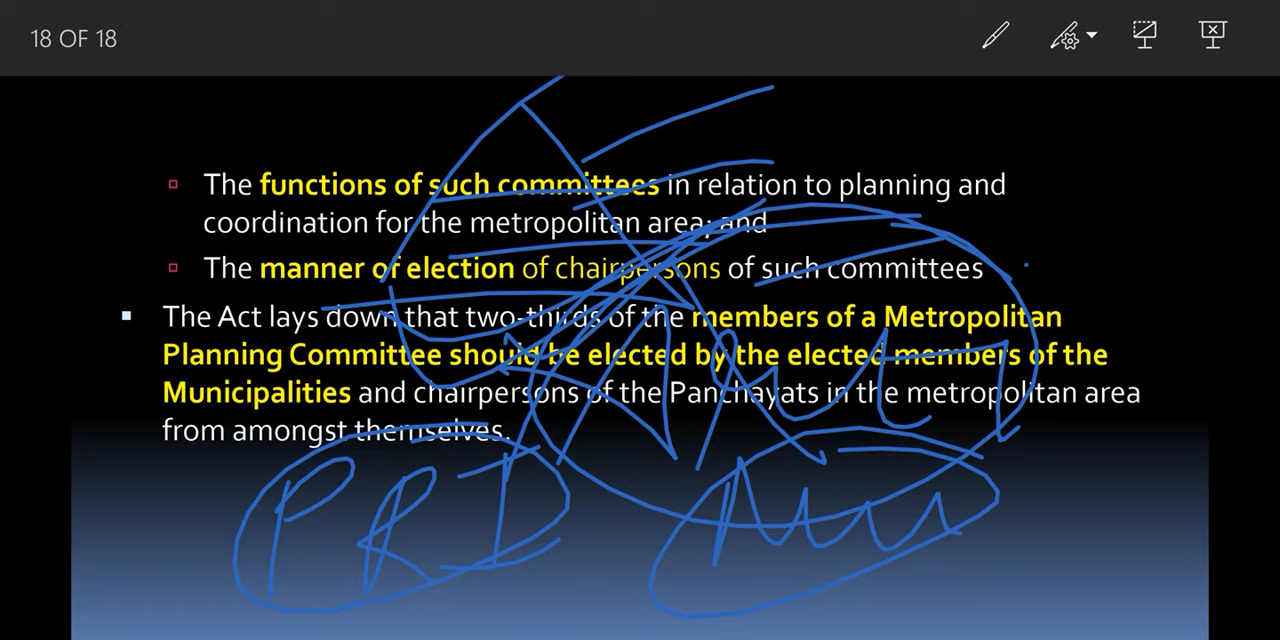 18 OF 18
The functions of such committees in relation to planning and
coordination for the metropolitan area; and
The manner of election of chairpersons of such committees
The Act lays down that two-thirds of the members of a Metropolitan
Planning Committee should be elected by the elected members of the
Municipalities and chairpersons of the Panchayats in the metropolitan area
from amongst themselves.
PRI